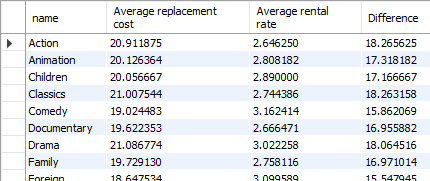 name Average replacement cost Average rental rate Difference
Action 20.911875 2.646250 18.265625
Animation 20.126364 2.808182 17.318182
Children 20.056667 2.890000 17.166667
Classics 21.007544 2.744386 18.263158
Comedy 19.024483 3.162414 15.862069
Documentary 19.622353 2.666471 16.955882
Drama 21.086774 3.022258 18.064516
Family 19.729130 2.758116 16.971014
Foreign 18.647534 3.099589 15.547945